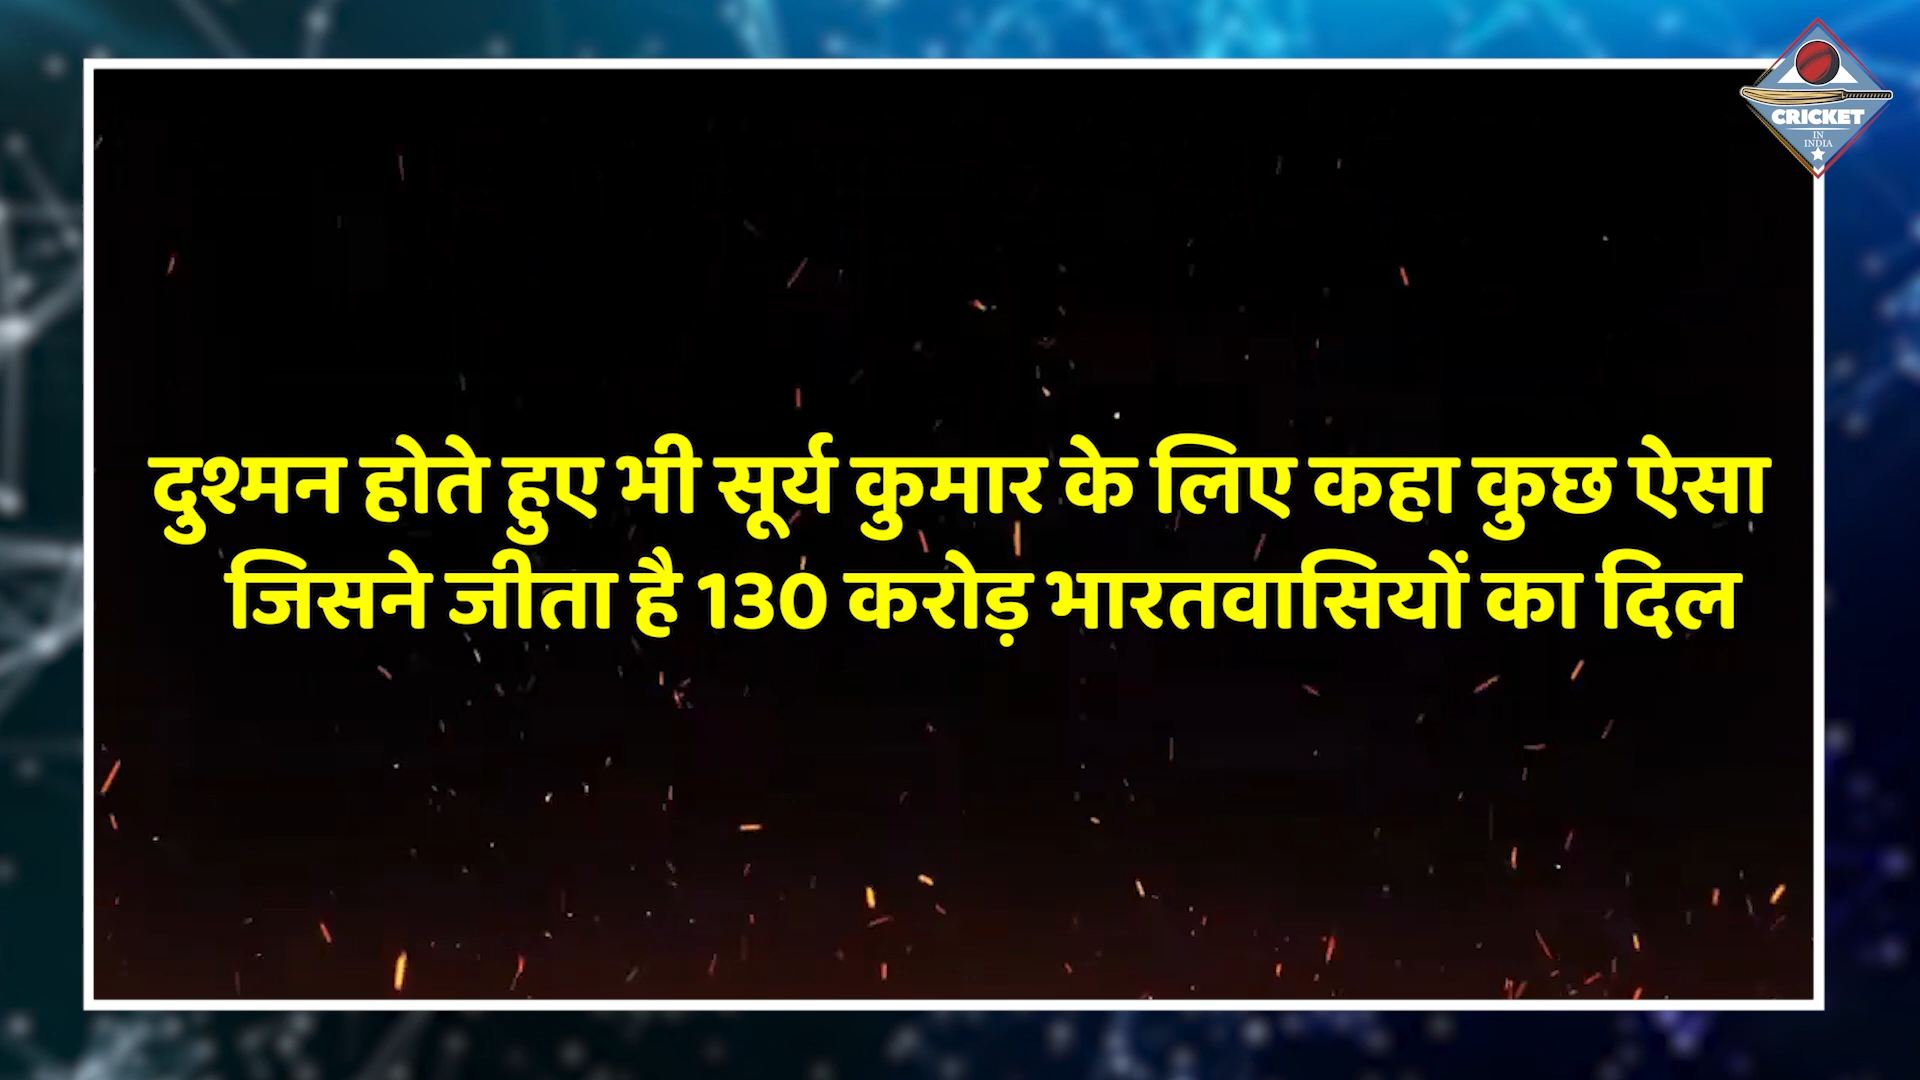 CRICKET
IN
INDIA
दुश्मन होते हुए भी सूर्य कुमार के लिए कहा कुछ ऐसा
जिसने जीता है 130 करोड़ भारतवासियों का दिल